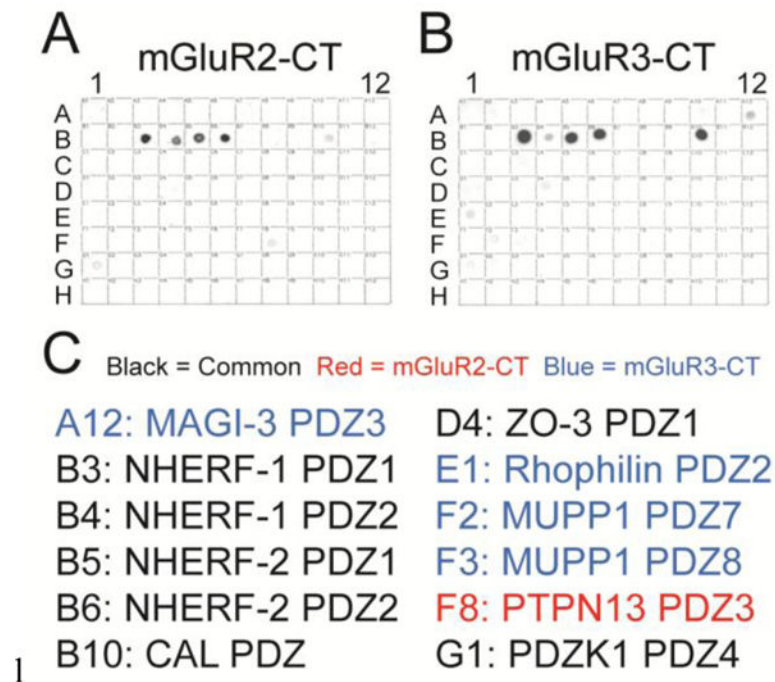 A
B
mGluR2-CT
mGluR3-CT
1
12
1
12
A
B
C
D
E
F
G
H
A
B
C
D
E
F
G
H
C Black = Common Red = mGluR2-CT Blue = mGluR3-CT
A12: MAGI-3 PDZ3
B3: NHERF-1 PDZ1
B4: NHERF-1 PDZ2
B5: NHERF-2 PDZ1
B6: NHERF-2 PDZ2
B10: CAL PDZ
D4: ZO-3 PDZ1
E1: Rhophilin PDZ2
F2: MUPP1 PDZ7
F3: MUPP1 PDZ8
F8: PTPN13 PDZ3
G1: PDZK1 PDZ4
1